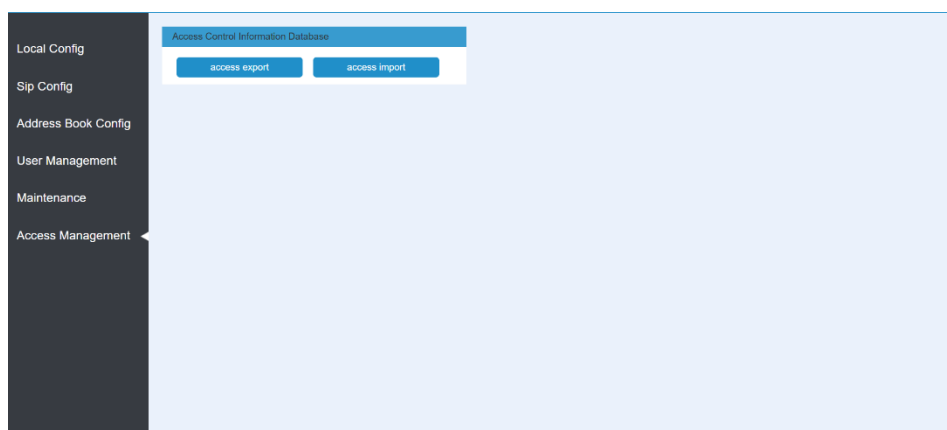 Local Config
Sip Config
Address Book Config
User Management
Maintenance
Access Management
Access Control Information Database
access export access import